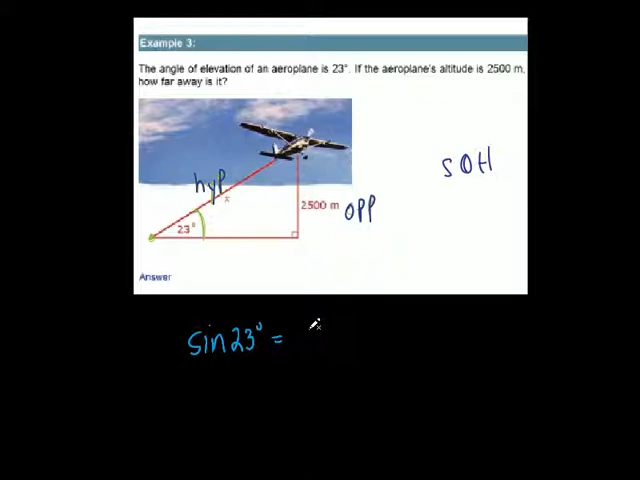 Example 3:
The angle of elevation of an aeroplane is 23°. If the aeroplane's altitude is 2500 m,
how far away is it?
SOH
hyp
x
2500 m
opp
23°
Answer
sin23° =